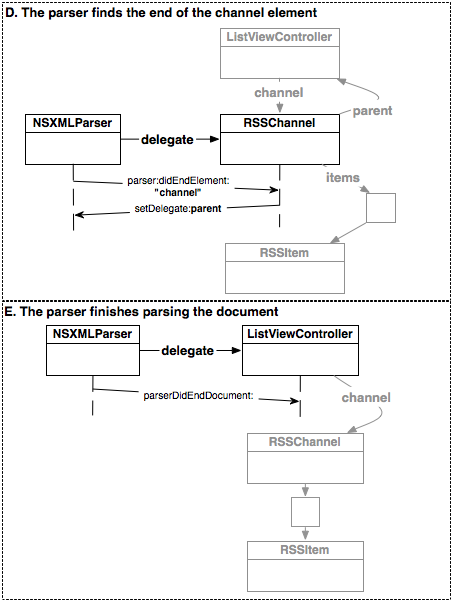 D. The parser finds the end of the channel element
ListViewController
channel
parent
NSXMLParser
delegate
RSSChannel
parser:didEndElement:
"channel"
items
setDelegate:parent
RSSItem
E. The parser finishes parsing the document
NSXMLParser
delegate
ListViewController
parserDidEndDocument:
channel
RSSChannel
RSSItem